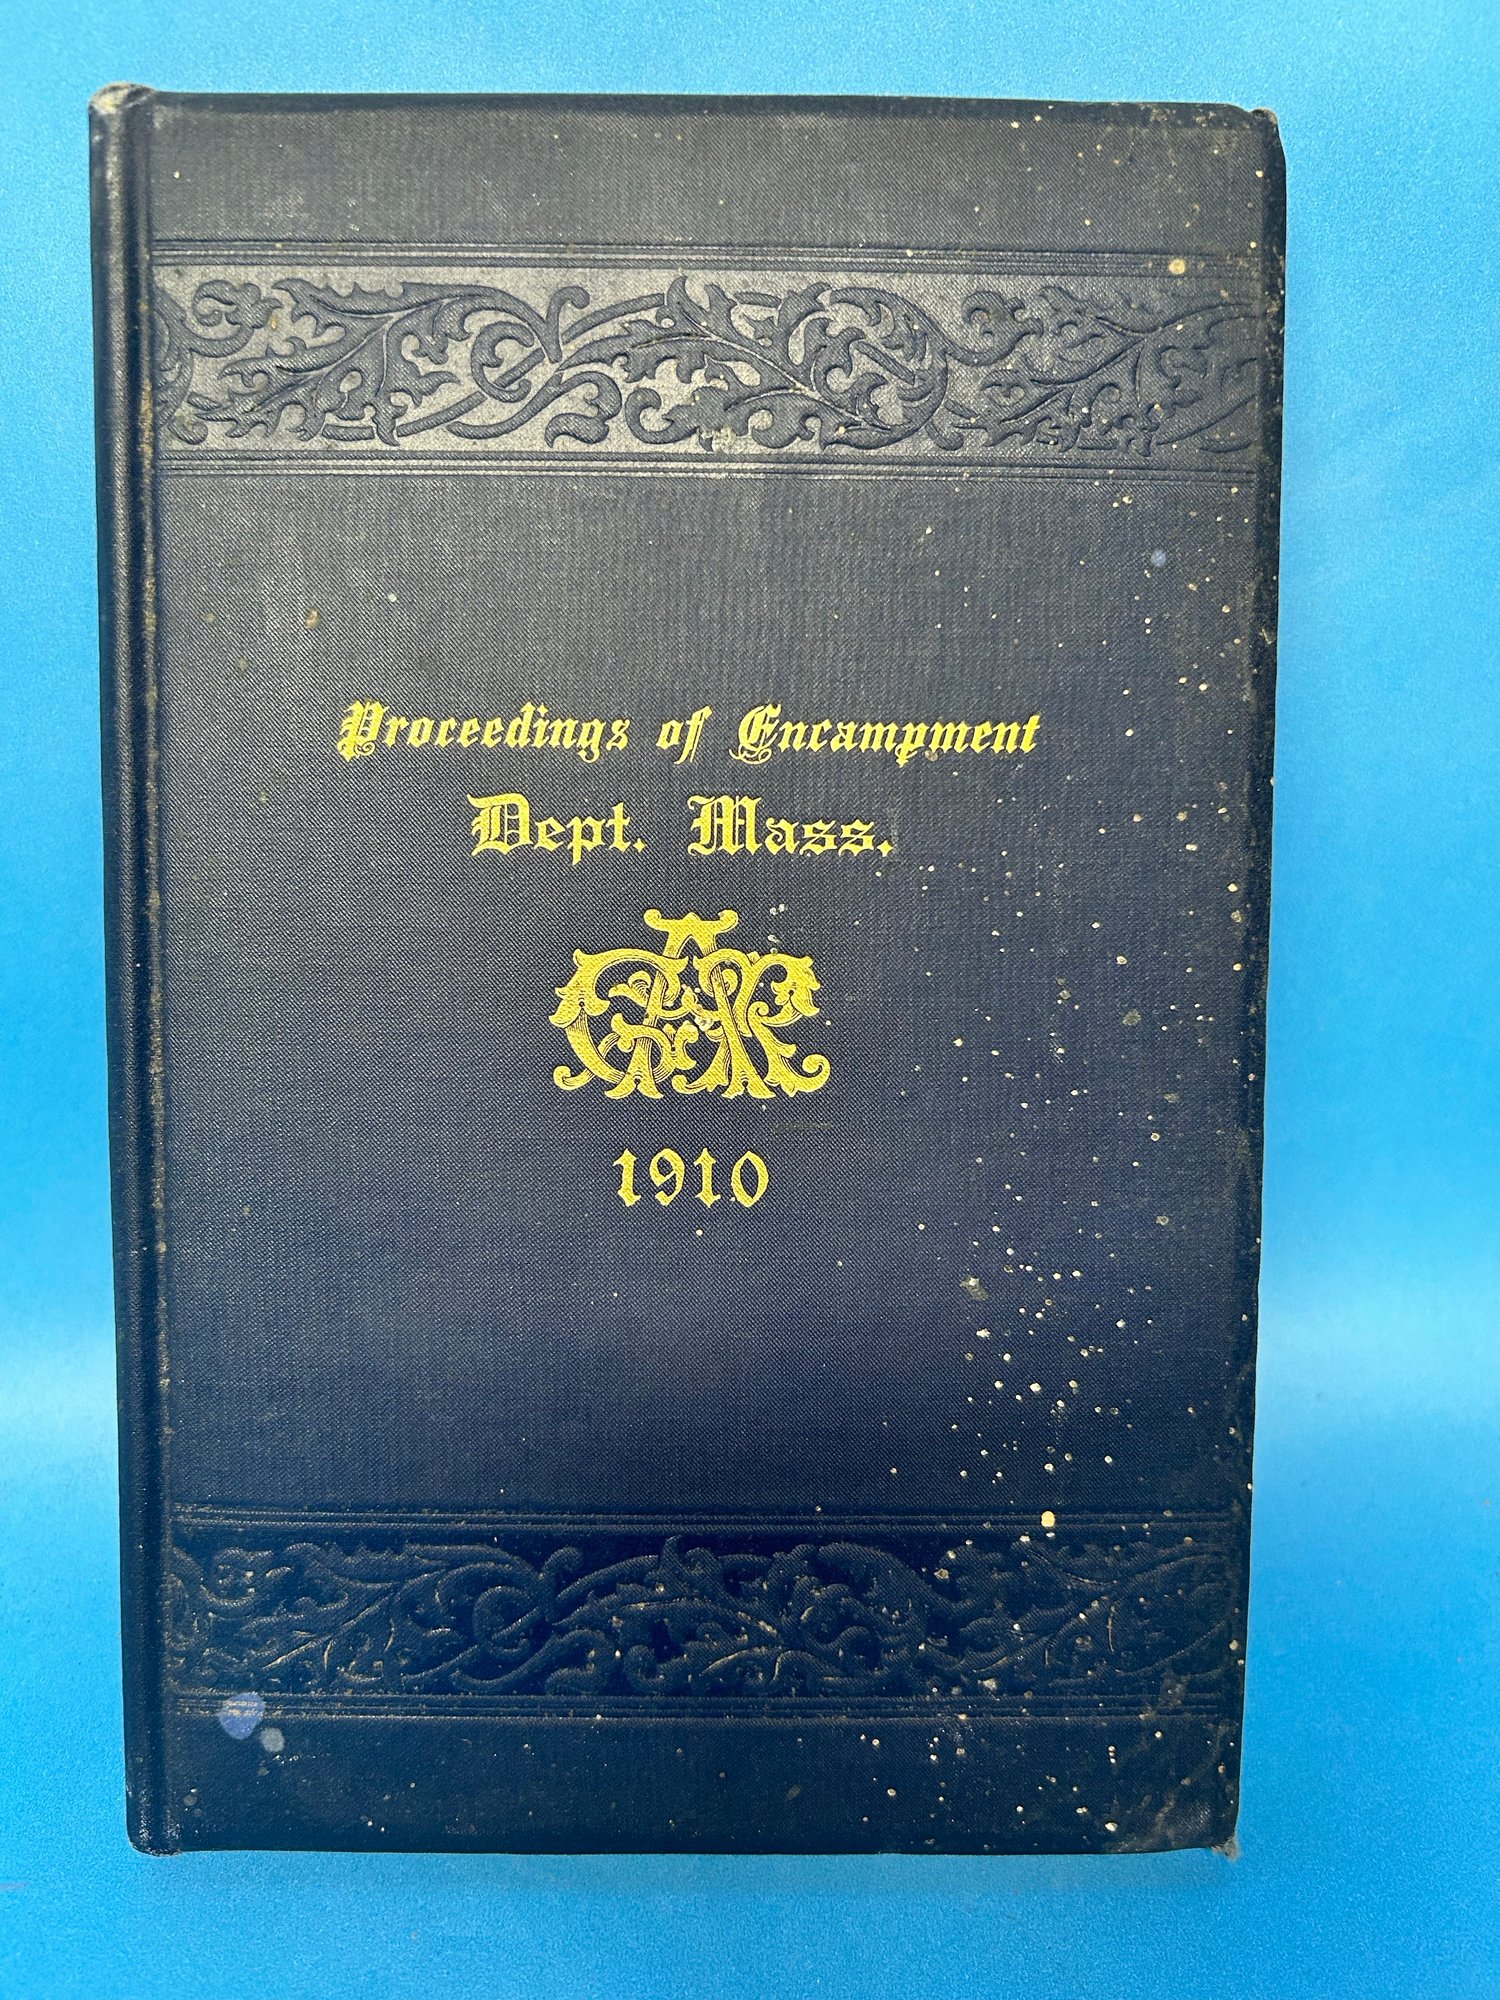 Proceedings of Encampment
Dept. Mass.
GAR
1910